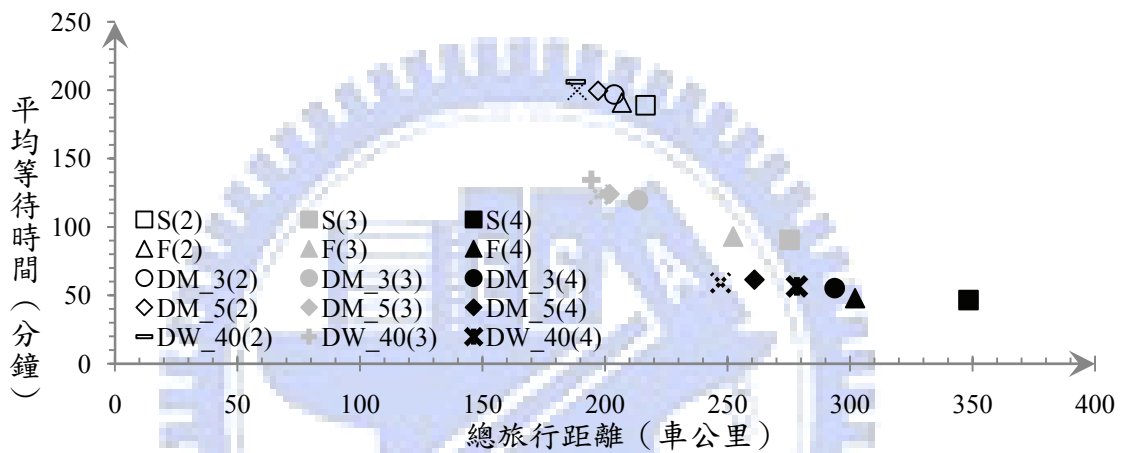 250
200
150
100
50
0
平均等待時間（分鐘）
S(2) S(3) S(4)
F(2) F(3) F(4)
DM_3(2) DM_3(3) DM_3(4)
DM_5(2) DM_5(3) DM_5(4)
DW_40(2) DW_40(3) DW_40(4)
0 50 100 150 200 250 300 350 400
總旅行距離（車公里）